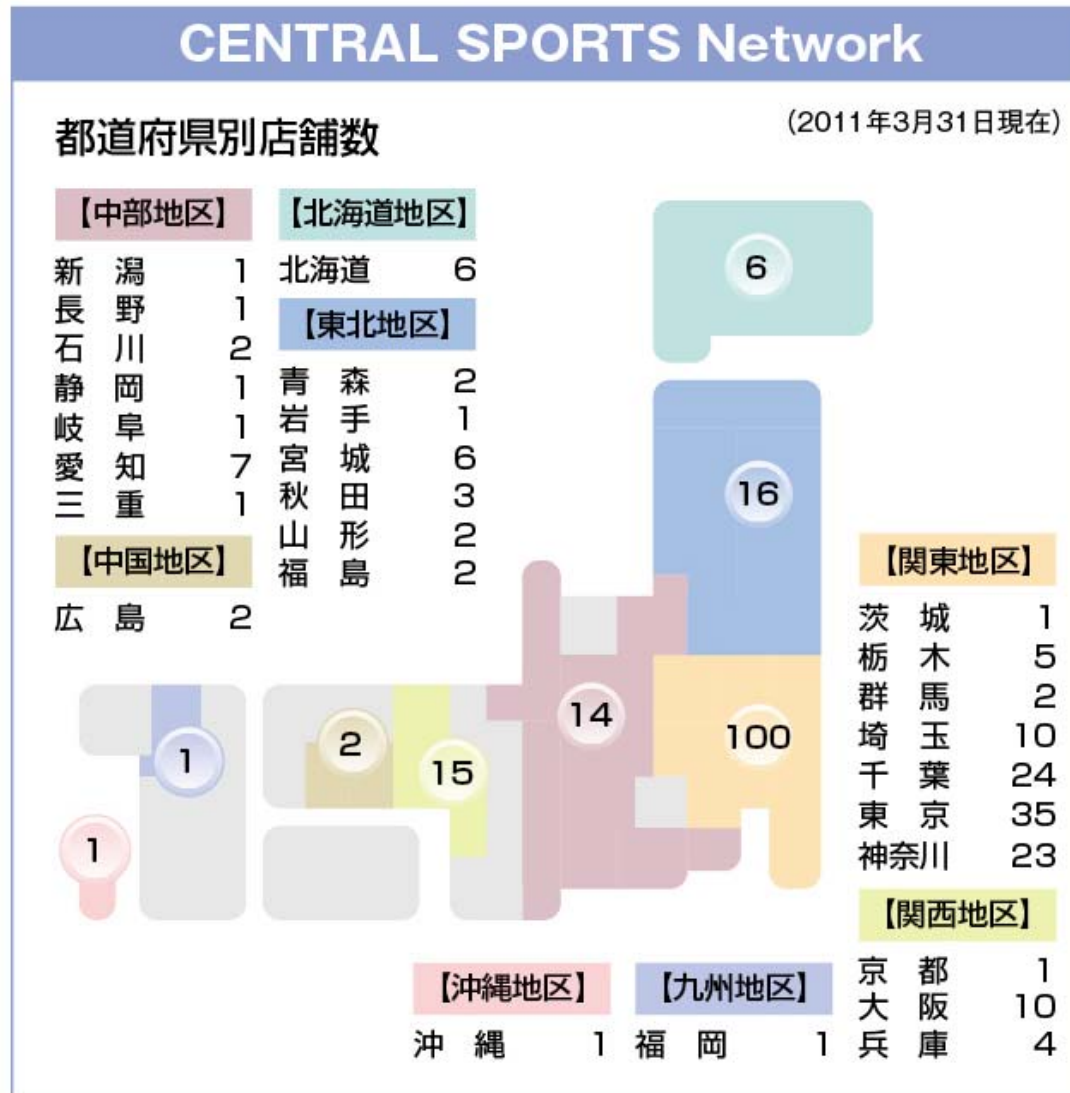 CENTRAL SPORTS Network
都道府県別店舗数
(2011年3月31日現在)
【中部地区】
新潟 1
長野 1
石川 2
静岡 1
岐阜 1
愛知 7
三重 1
【中国地区】
広島 2
【北海道地区】
北海道 6
【東北地区】
青森 2
岩手 1
宮城 6
秋田 3
山形 2
福島 2
6
16
14
100
2
15
1
1
【関東地区】
茨城 1
栃木 5
群馬 2
埼玉 10
千葉 24
東京 35
神奈川 23
【関西地区】
京都 1
大阪 10
兵庫 4
【沖縄地区】
沖縄 1
【九州地区】
福岡 1